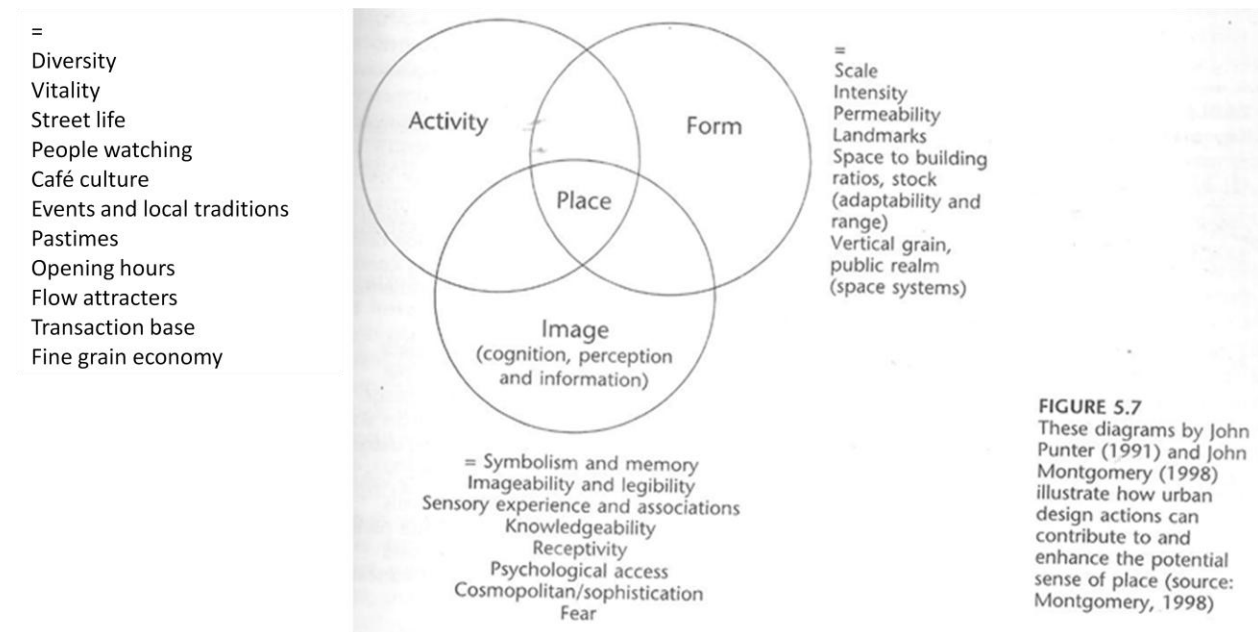 =
Diversity
Vitality
Street life
People watching
Café culture
Events and local traditions
Pastimes
Opening hours
Flow attracters
Transaction base
Fine grain economy
Activity
Form
Place
Image
(cognition, perception
and information)
=
Scale
Intensity
Permeability
Landmarks
Space to building
ratios, stock
(adaptability and
range)
Vertical grain,
public realm
(space systems)
= Symbolism and memory
Imageability and legibility
Sensory experience and associations
Knowledgeability
Receptivity
Psychological access
Cosmopolitan/sophistication
Fear
FIGURE 5.7
These diagrams by John
Punter (1991) and John
Montgomery (1998)
illustrate how urban
design actions can
contribute to and
enhance the potential
sense of place (source:
Montgomery, 1998)